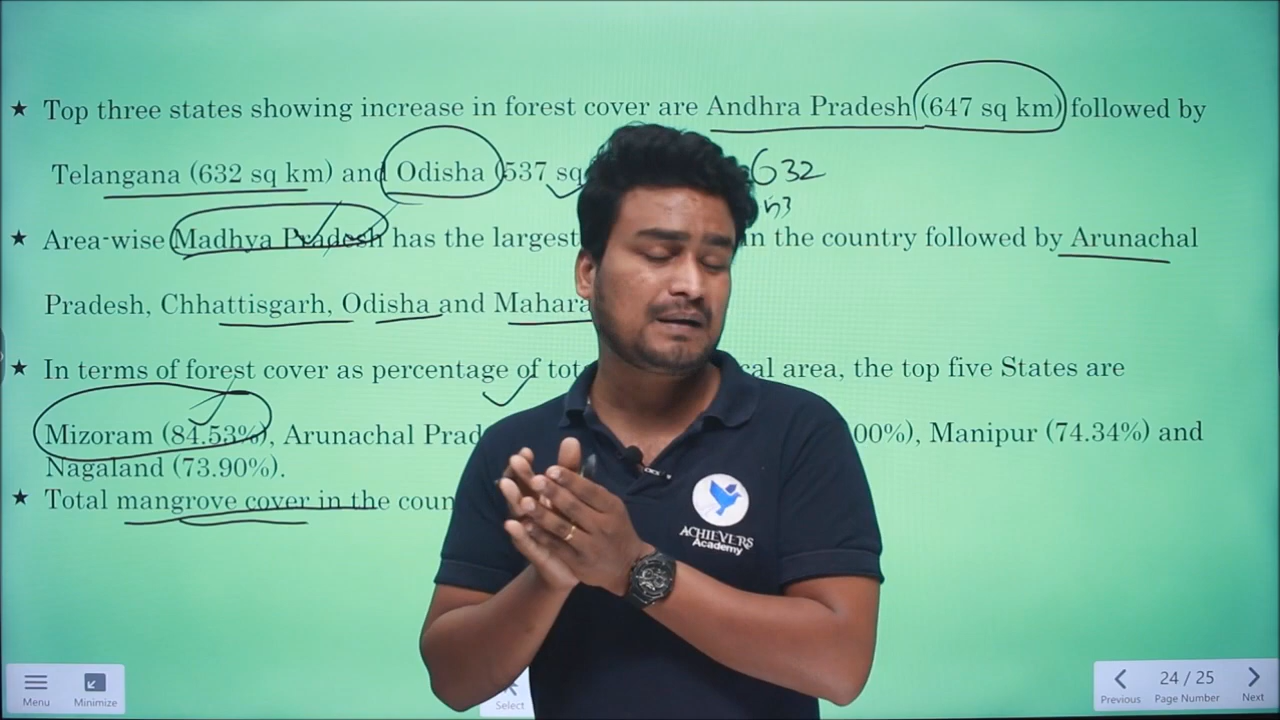 ★ Top three states showing increase in forest cover are Andhra Pradesh (647 sq km) followed by
Telangana (632 sq km) and Odisha (537 sq 632
★ Area-wise Madhya Pradesh has the largest in the country followed by Arunachal
Pradesh, Chhattisgarh, Odisha and
★ In terms of forest cover as percentage of area, the top five States are
Mizoram (84.53%), Arunachal 00%), Manipur (74.34%) and
Nagaland (73.90%).
★ Total mangrove cover in the
ACHIEVERS
Academy
Menu Minimize Select Previous 24 / 25 Page Number Next